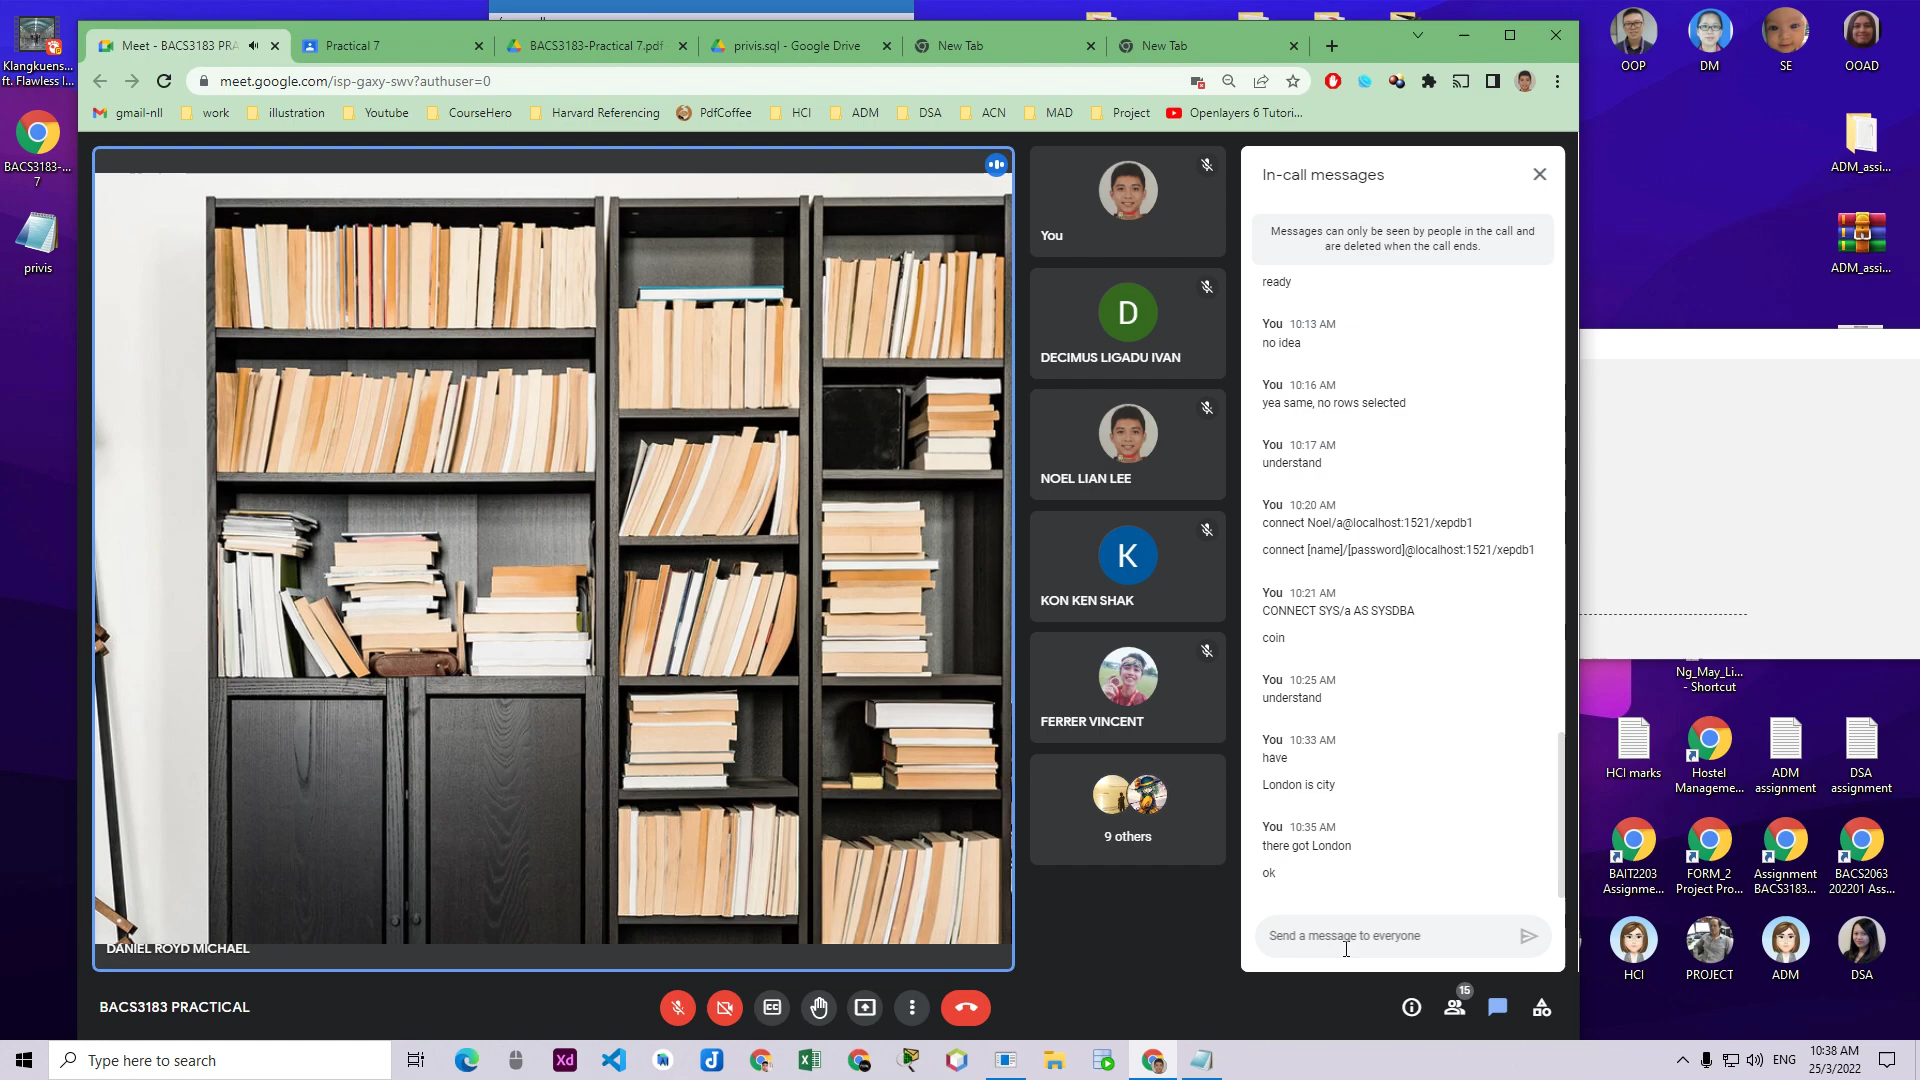 Klangkuens...
ft. Flawless I...
BACS3183-...
7
privis
Meet - BACS3183 PRA
Practical 7
BACS3183-Practical 7.pdf
privis.sql - Google Drive
New Tab
New Tab
meet.google.com/isp-gaxy-swv?authuser=0
gmail-nll
work
illustration
Youtube
CourseHero
Harvard Referencing
PdfCoffee
HCI
ADM
DSA
ACN
MAD
Project
Openlayers 6 Tutori...
DANIEL ROYD MICHAEL
You
D
DECIMUS LIGADU IVAN
NOEL LIAN LEE
K
KON KEN SHAK
FERRER VINCENT
9 others
In-call messages
Messages can only be seen by people in the call and
are deleted when the call ends.
ready
You 10:13 AM
no idea
You 10:16 AM
yea same, no rows selected
You 10:17 AM
understand
You 10:20 AM
connect Noel/a@localhost:1521/xepdb1
connect [name]/[password]@localhost:1521/xepdb1
You 10:21 AM
CONNECT SYS/a AS SYSDBA
coin
You 10:25 AM
understand
You 10:33 AM
have
London is city
You 10:35 AM
there got London
ok
Send a message to everyone
BACS3183 PRACTICAL
15
OOP
DM
SE
OOAD
ADM_assi...
ADM_assi...
Ng_May_Li...
- Shortcut
HCI marks
Hostel
Manageme...
ADM
assignment
DSA
assignment
BAIT2203
Assignme...
FORM_2
Project Pro...
Assignment
BACS3183...
BACS2063
202201 Ass...
HCI
PROJECT
ADM
DSA
Type here to search
Xd
ENG
10:38 AM
25/3/2022